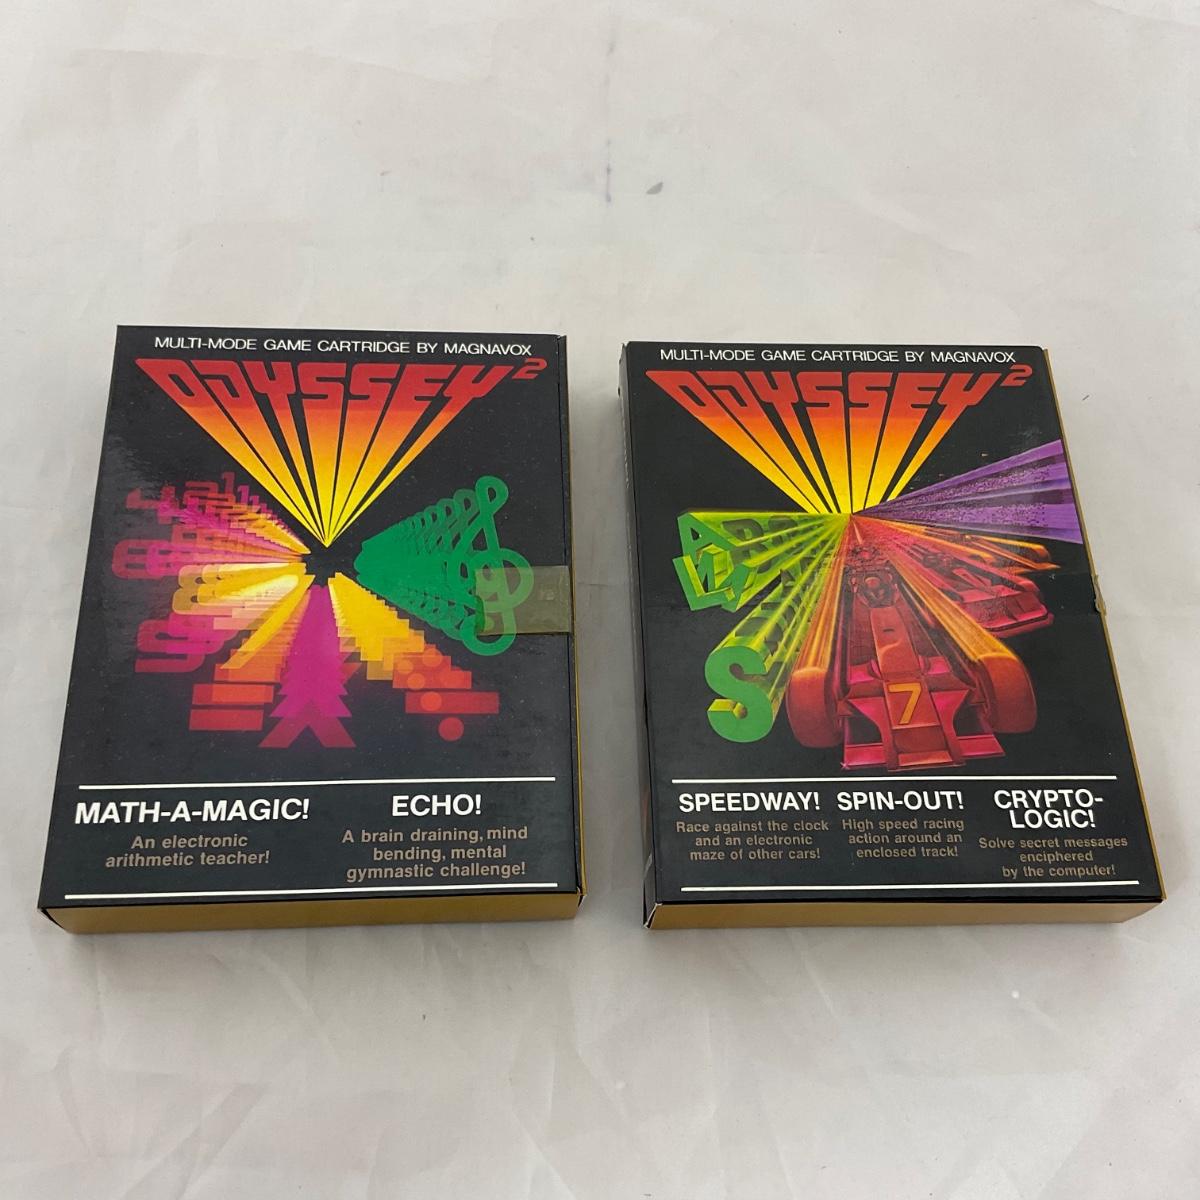 MULTI-MODE GAME CARTRIDGE BY MAGNAVOX
ODYSSEY²
MATH-A-MAGIC!
An electronic
arithmetic teacher!
ECHO!
A brain draining, mind
bending, mental
gymnastic challenge!
MULTI-MODE GAME CARTRIDGE BY MAGNAVOX
ODYSSEY²
A
S
7
SPEEDWAY!
Race against the clock
and an electronic
maze of other cars!
SPIN-OUT!
High speed racing
action around an
enclosed track!
CRYPTO-
LOGIC!
Solve secret messages
enciphered
by the computer!